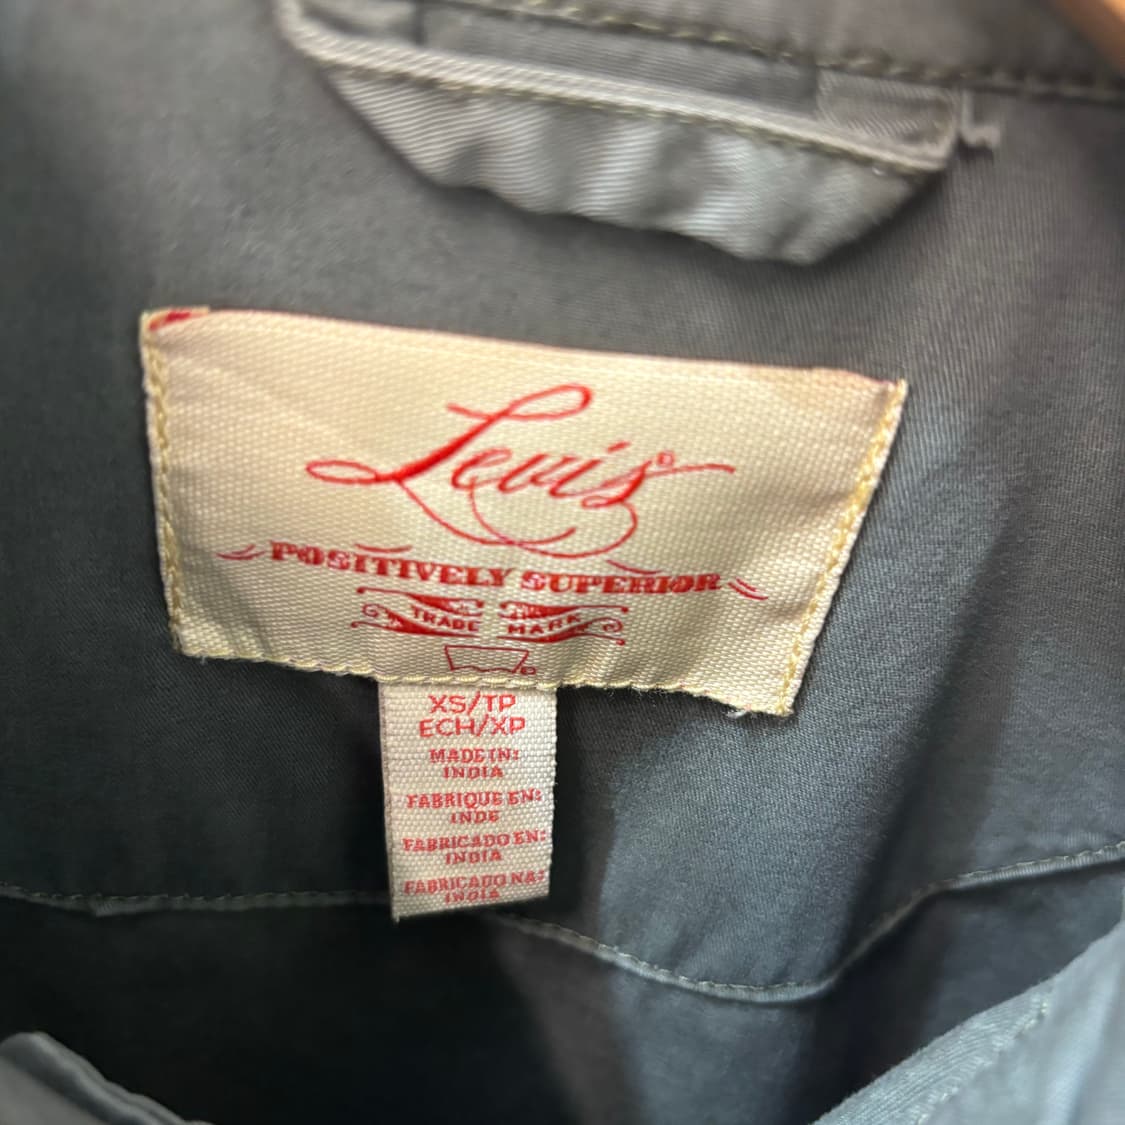 Levi's®
POSITIVELY SUPERIOR
TRADE MARK
XS/TP
ECH/XP
MADE IN:
INDIA
FABRIQUE EN:
INDE
FABRICADO EN:
INDIA
FABRICADO NA:
INDIA